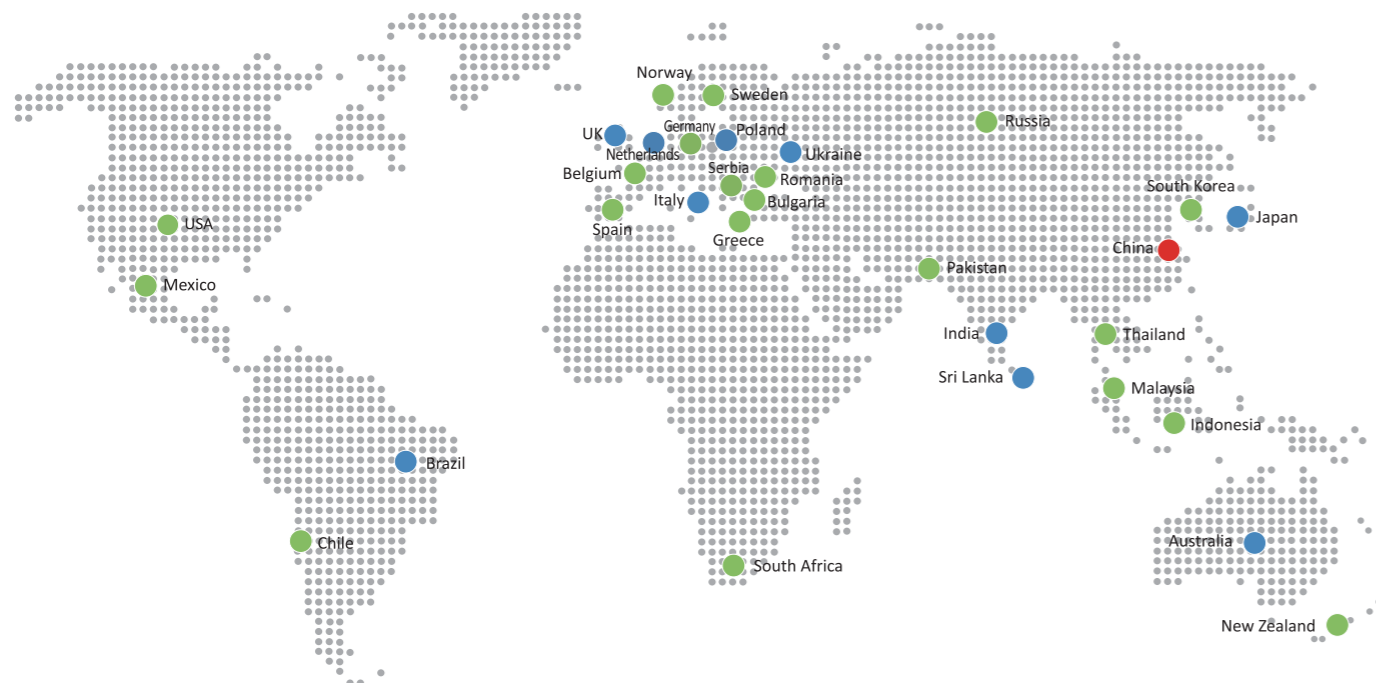 Norway
Sweden
Russia
UK
Germany
Poland
Netherlands
Ukraine
Belgium
Serbia
Romania
South Korea
Italy
Bulgaria
Spain
Greece
USA
Japan
China
Pakistan
Mexico
India
Thailand
Sri Lanka
Malaysia
Indonesia
Brazil
Chile
Australia
South Africa
New Zealand